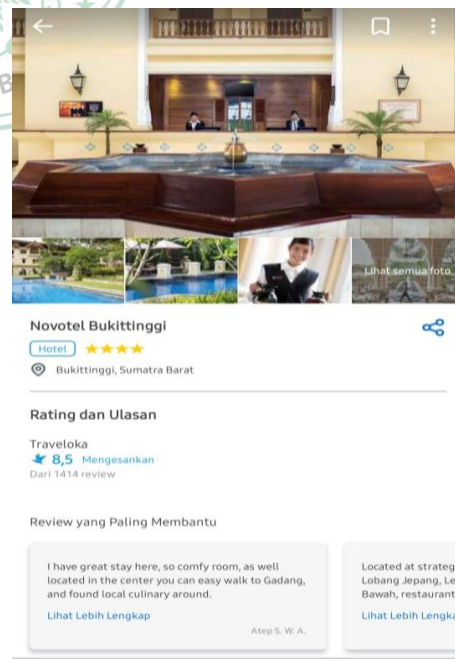 Lihat semua foto
Novotel Bukittinggi
Hotel
Bukittinggi, Sumatra Barat
Rating dan Ulasan
Traveloka
8,5 Mengesankan
Dari 1414 review
Review yang Paling Membantu
I have great stay here, so comfy room, as well
located in the center you can easy walk to Gadang,
and found local culinary around.
Lihat Lebih Lengkap
Atep S. W. A.
Located at strateg
Lobang Jepang, Le
Bawah, restaurant
Lihat Lebih Lengka